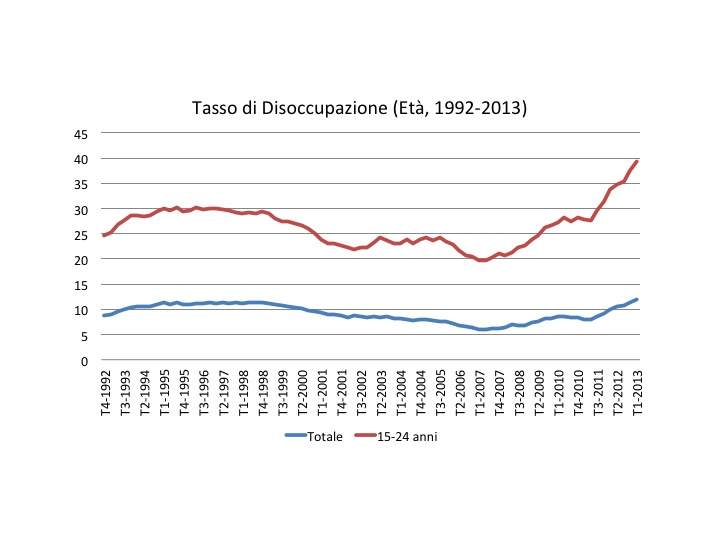 Tasso di Disoccupazione (Età, 1992-2013)
45
40
35
30
25
20
15
10
5
0
T4-1992
T3-1993
T2-1994
T1-1995
T4-1995
T3-1996
T2-1997
T1-1998
T4-1998
T3-1999
T2-2000
T1-2001
T4-2001
T3-2002
T2-2003
T1-2004
T4-2004
T3-2005
T2-2006
T1-2007
T4-2007
T3-2008
T2-2009
T1-2010
T4-2010
T3-2011
T2-2012
T1-2013
Totale
15-24 anni